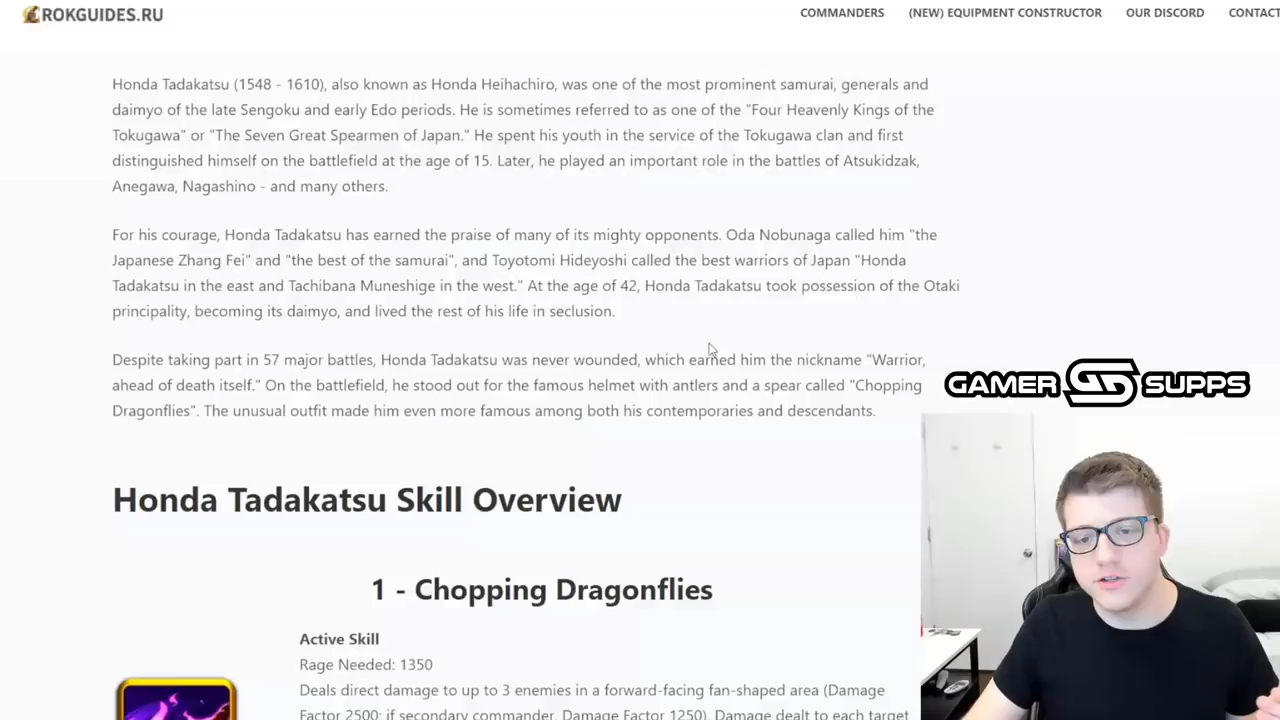 ROKGUIDES.RU
COMMANDERS
(NEW) EQUIPMENT CONSTRUCTOR
OUR DISCORD
CONTACT
Honda Tadakatsu (1548 - 1610), also known as Honda Heihachiro, was one of the most prominent samurai, generals and
daimyo of the late Sengoku and early Edo periods. He is sometimes referred to as one of the "Four Heavenly Kings of the
Tokugawa" or "The Seven Great Spearmen of Japan." He spent his youth in the service of the Tokugawa clan and first
distinguished himself on the battlefield at the age of 15. Later, he played an important role in the battles of Atsukidzak,
Anegawa, Nagashino - and many others.
For his courage, Honda Tadakatsu has earned the praise of many of its mighty opponents. Oda Nobunaga called him "the
Japanese Zhang Fei" and "the best of the samurai", and Toyotomi Hideyoshi called the best warriors of Japan "Honda
Tadakatsu in the east and Tachibana Muneshige in the west." At the age of 42, Honda Tadakatsu took possession of the Otaki
principality, becoming its daimyo, and lived the rest of his life in seclusion.
Despite taking part in 57 major battles, Honda Tadakatsu was never wounded, which earned him the nickname "Warrior,
ahead of death itself." On the battlefield, he stood out for the famous helmet with antlers and a spear called "Chopping
Dragonflies". The unusual outfit made him even more famous among both his contemporaries and descendants.
GAMER SUPPS
Honda Tadakatsu Skill Overview
1 - Chopping Dragonflies
Active Skill
Rage Needed: 1350
Deals direct damage to up to 3 enemies in a forward-facing fan-shaped area (Damage
Factor 2500; if secondary commander, Damage Factor 1250). Damage dealt to each target